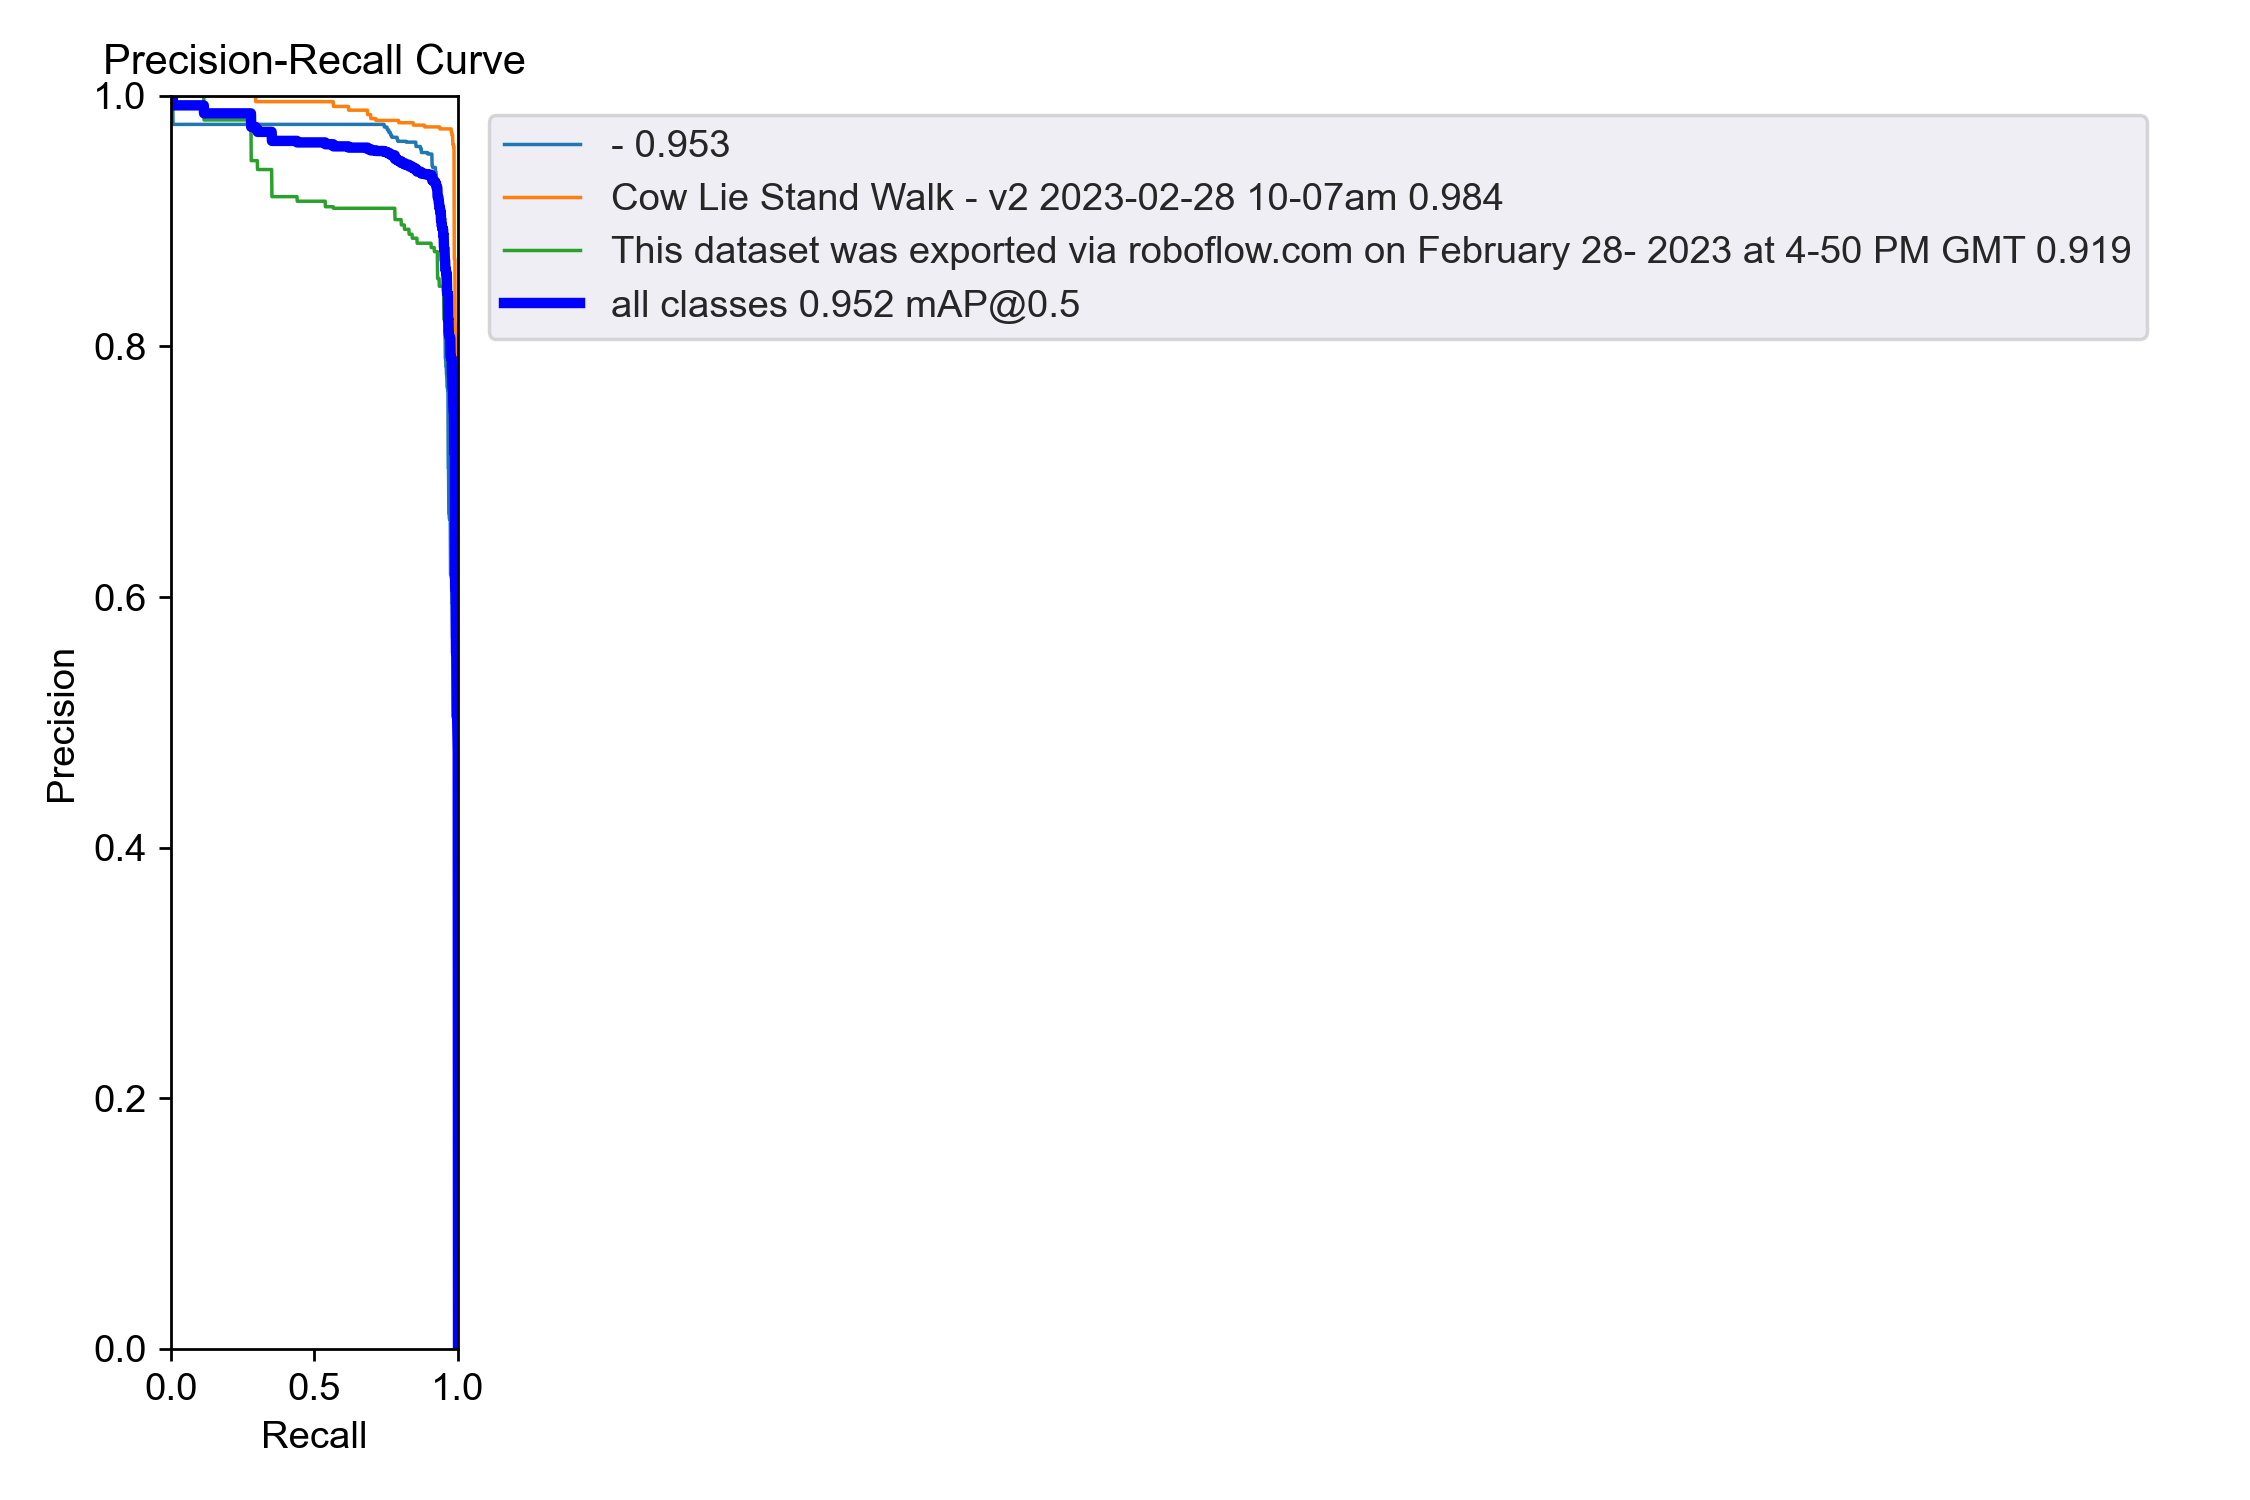 Precision-Recall Curve
1.0
0.8
0.6
0.4
0.2
0.0
Precision
0.0 0.5 1.0
Recall
- 0.953
Cow Lie Stand Walk - v2 2023-02-28 10-07am 0.984
This dataset was exported via roboflow.com on February 28- 2023 at 4-50 PM GMT 0.919
all classes 0.952 mAP@0.5